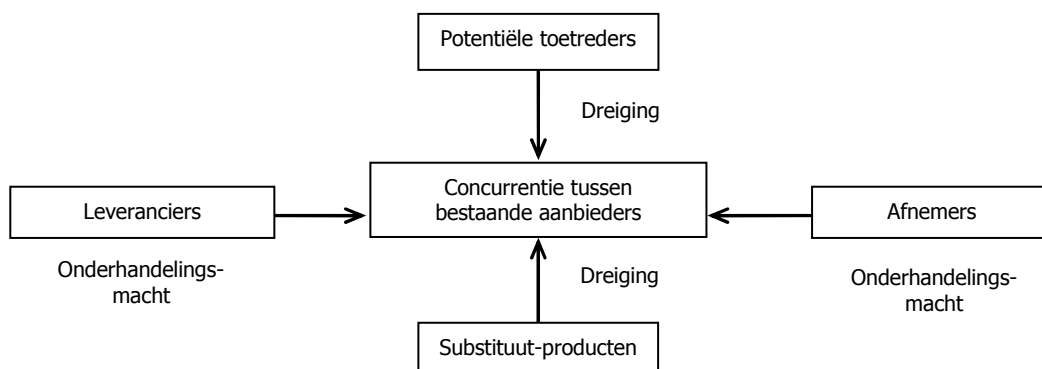 Potentiële toetreders
Dreiging
Concurrentie tussen
bestaande aanbieders
Leveranciers
Afnemers
Onderhandelings-
macht
Dreiging
Onderhandelings-
macht
Substituut-producten